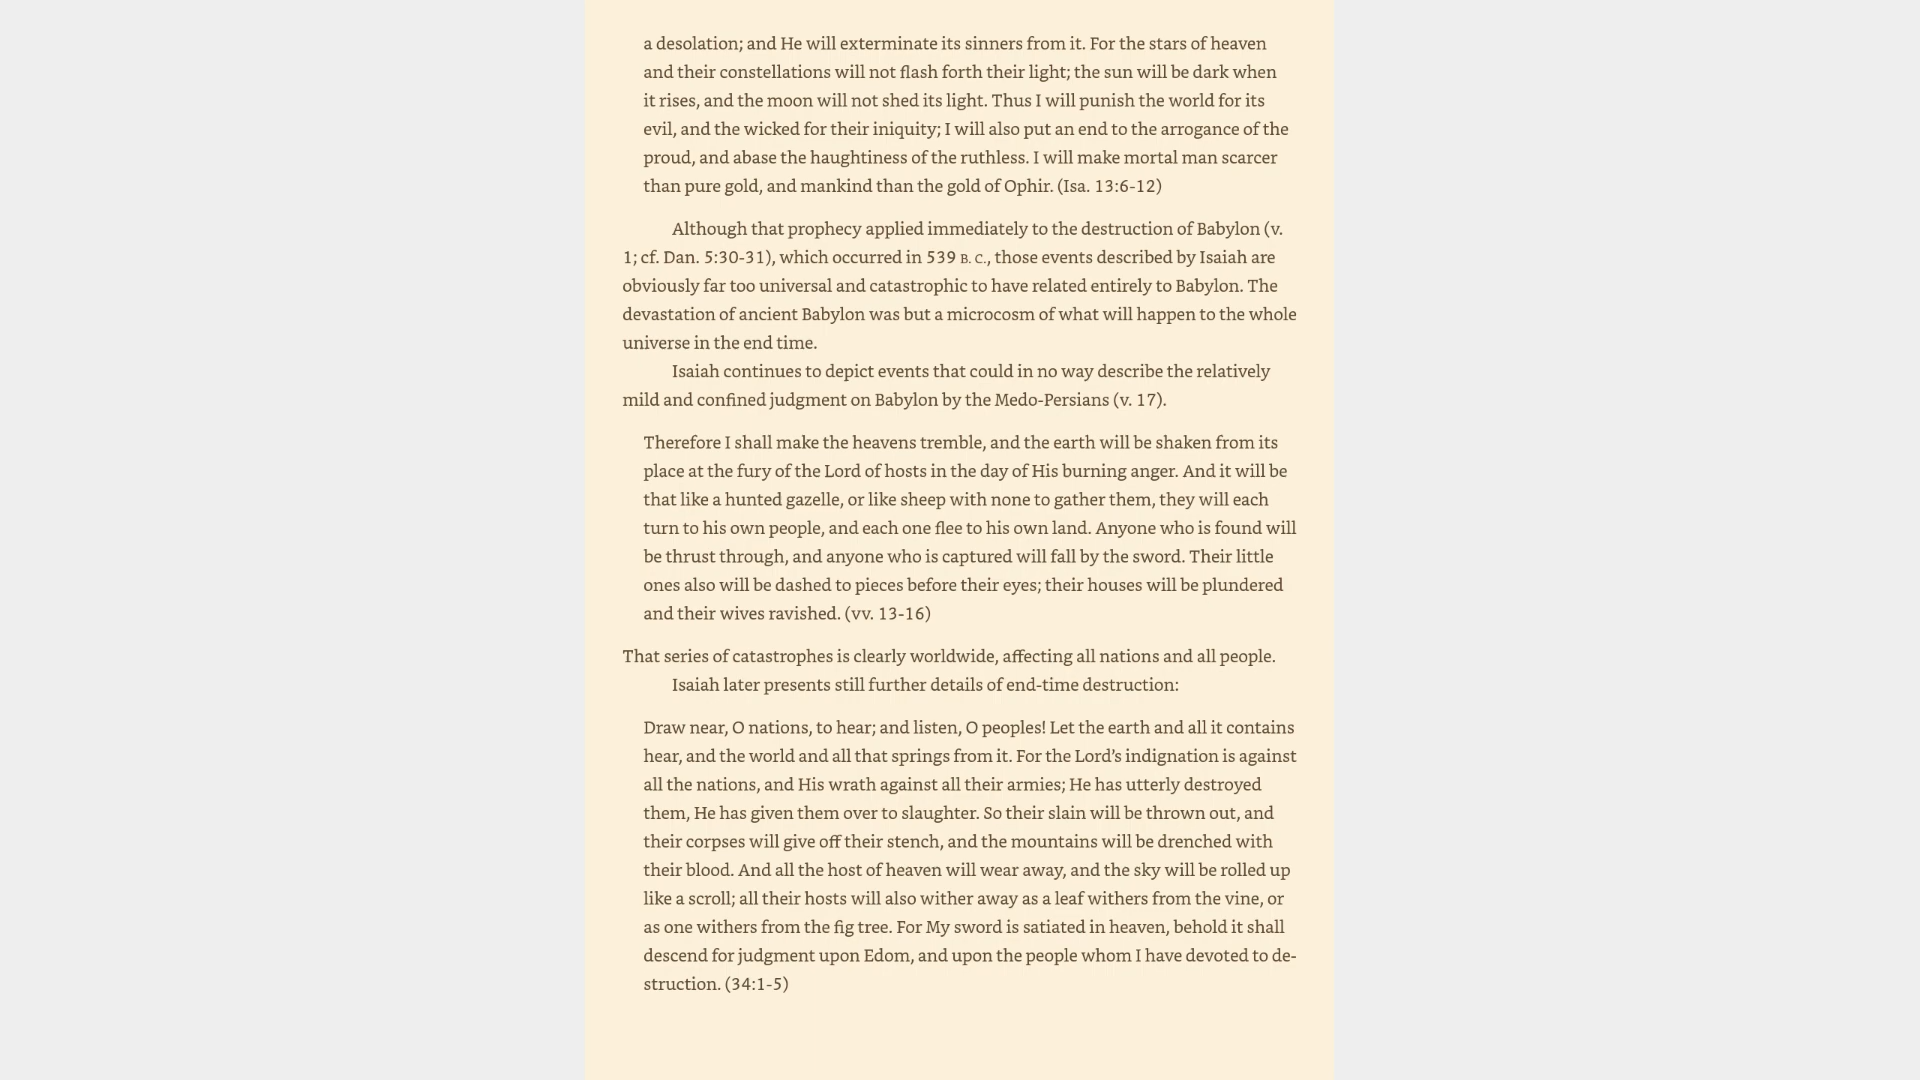 a desolation; and He will exterminate its sinners from it. For the stars of heaven
and their constellations will not flash forth their light; the sun will be dark when
it rises, and the moon will not shed its light. Thus I will punish the world for its
evil, and the wicked for their iniquity; I will also put an end to the arrogance of the
proud, and abase the haughtiness of the ruthless. I will make mortal man scarcer
than pure gold, and mankind than the gold of Ophir. (Isa. 13:6-12)
Although that prophecy applied immediately to the destruction of Babylon (v.
1; cf. Dan. 5:30-31), which occurred in 539 B. C., those events described by Isaiah are
obviously far too universal and catastrophic to have related entirely to Babylon. The
devastation of ancient Babylon was but a microcosm of what will happen to the whole
universe in the end time.
Isaiah continues to depict events that could in no way describe the relatively
mild and confined judgment on Babylon by the Medo-Persians (v. 17).
Therefore I shall make the heavens tremble, and the earth will be shaken from its
place at the fury of the Lord of hosts in the day of His burning anger. And it will be
that like a hunted gazelle, or like sheep with none to gather them, they will each
turn to his own people, and each one flee to his own land. Anyone who is found will
be thrust through, and anyone who is captured will fall by the sword. Their little
ones also will be dashed to pieces before their eyes; their houses will be plundered
and their wives ravished. (vv. 13-16)
That series of catastrophes is clearly worldwide, affecting all nations and all people.
Isaiah later presents still further details of end-time destruction:
Draw near, O nations, to hear; and listen, O peoples! Let the earth and all it contains
hear, and the world and all that springs from it. For the Lord’s indignation is against
all the nations, and His wrath against all their armies; He has utterly destroyed
them, He has given them over to slaughter. So their slain will be thrown out, and
their corpses will give off their stench, and the mountains will be drenched with
their blood. And all the host of heaven will wear away, and the sky will be rolled up
like a scroll; all their hosts will also wither away as a leaf withers from the vine, or
as one withers from the fig tree. For My sword is satiated in heaven, behold it shall
descend for judgment upon Edom, and upon the people whom I have devoted to de-
struction. (34:1-5)